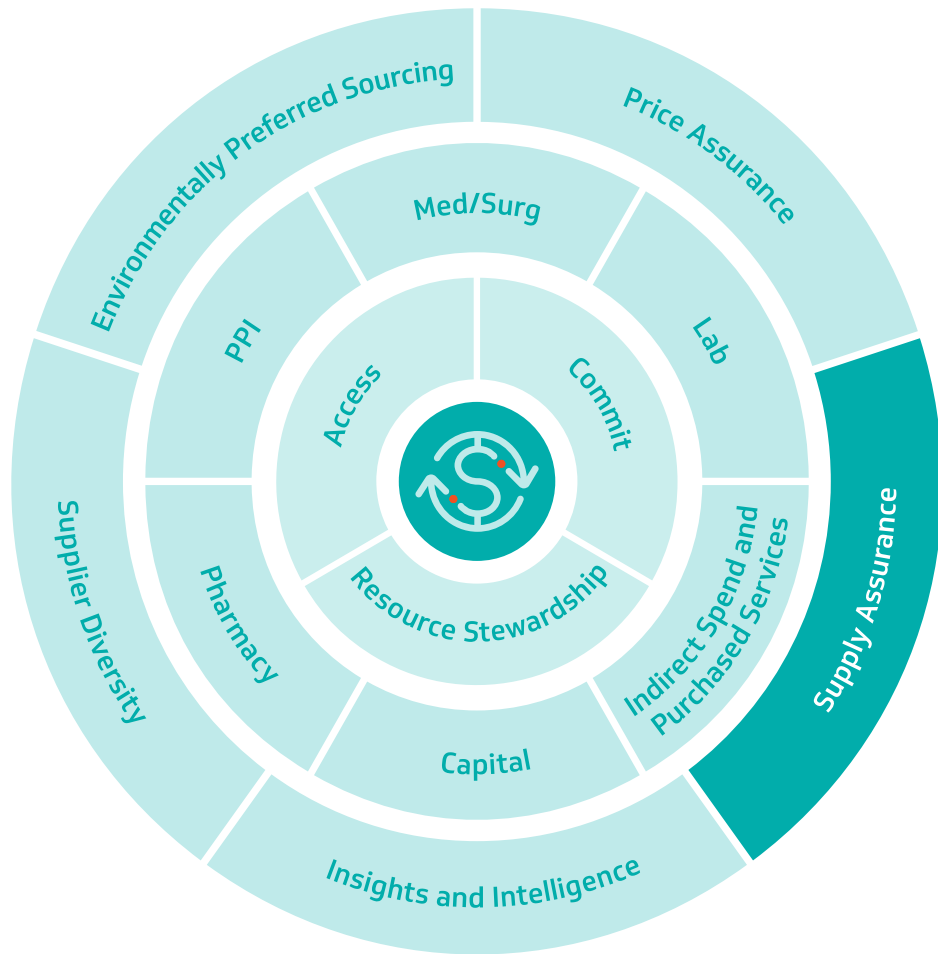 Environmentally Preferred Sourcing
Price Assurance
Med/Surg
PPI
Lab
Access
Commit
Supply Assurance
Supplier Diversity
Pharmacy
Resource Stewardship
Indirect Spend and
Purchased Services
Capital
Insights and Intelligence